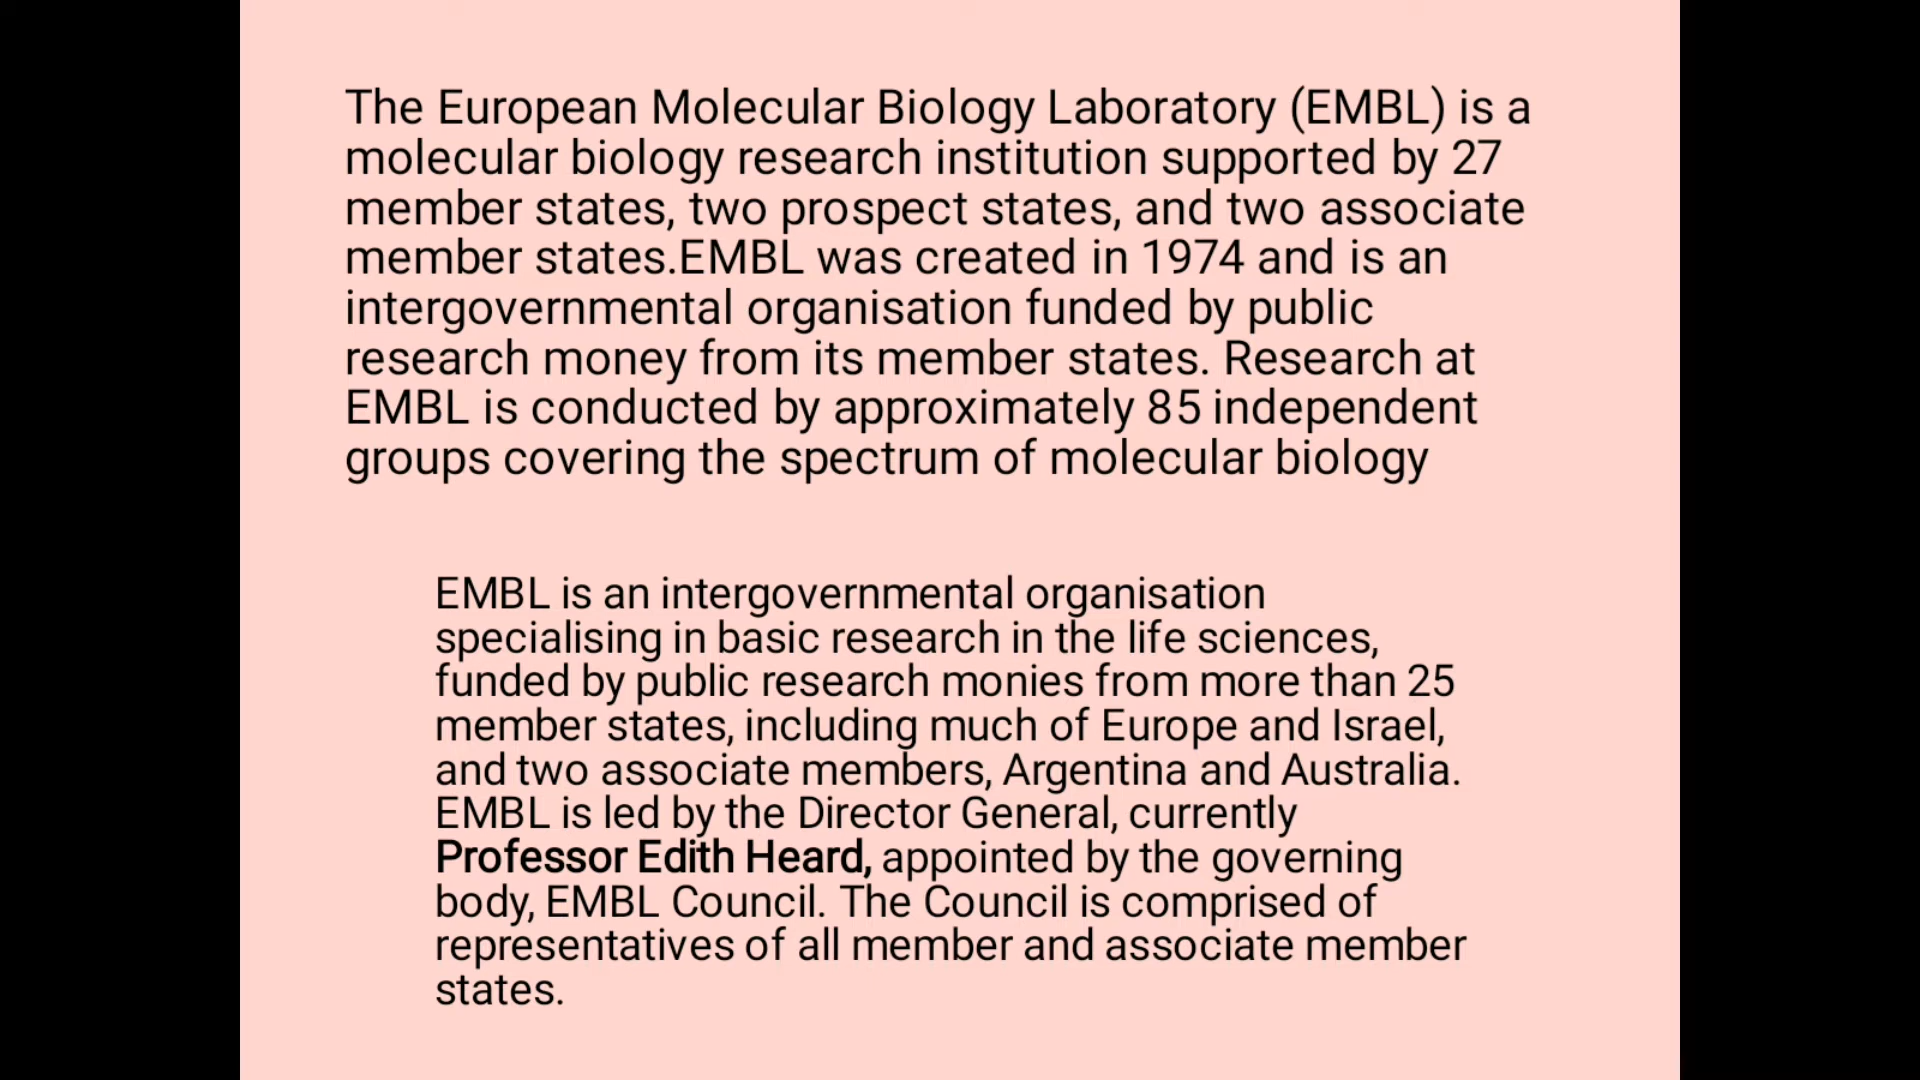 The European Molecular Biology Laboratory (EMBL) is a
molecular biology research institution supported by 27
member states, two prospect states, and two associate
member states.EMBL was created in 1974 and is an
intergovernmental organisation funded by public
research money from its member states. Research at
EMBL is conducted by approximately 85 independent
groups covering the spectrum of molecular biology
EMBL is an intergovernmental organisation
specialising in basic research in the life sciences,
funded by public research monies from more than 25
member states, including much of Europe and Israel,
and two associate members, Argentina and Australia.
EMBL is led by the Director General, currently
Professor Edith Heard, appointed by the governing
body, EMBL Council. The Council is comprised of
representatives of all member and associate member
states.